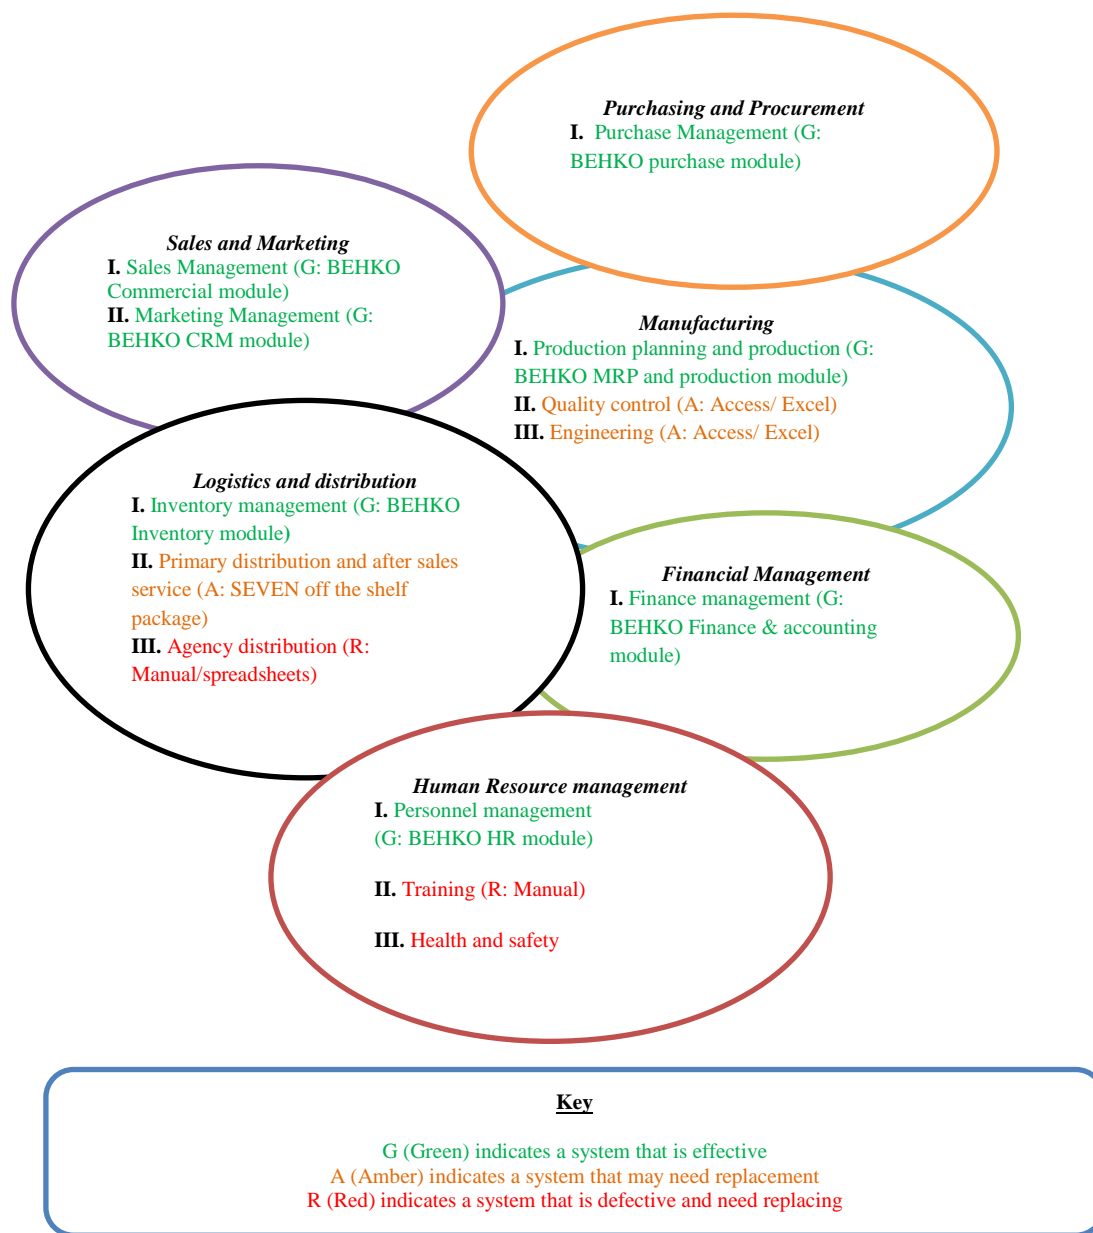 Purchasing and Procurement
I. Purchase Management (G:
BEHKO purchase module)
Sales and Marketing
I. Sales Management (G: BEHKO
Commercial module)
II. Marketing Management (G:
BEHKO CRM module)
Manufacturing
I. Production planning and production (G:
BEHKO MRP and production module)
II. Quality control (A: Access/ Excel)
III. Engineering (A: Access/ Excel)
Logistics and distribution
I. Inventory management (G: BEHKO
Inventory module)
II. Primary distribution and after sales
service (A: SEVEN off the shelf
package)
III. Agency distribution (R:
Manual/spreadsheets)
Financial Management
I. Finance management (G:
BEHKO Finance & accounting
module)
Human Resource management
I. Personnel management
(G: BEHKO HR module)
II. Training (R: Manual)
III. Health and safety
Key
G (Green) indicates a system that is effective
A (Amber) indicates a system that may need replacement
R (Red) indicates a system that is defective and need replacing